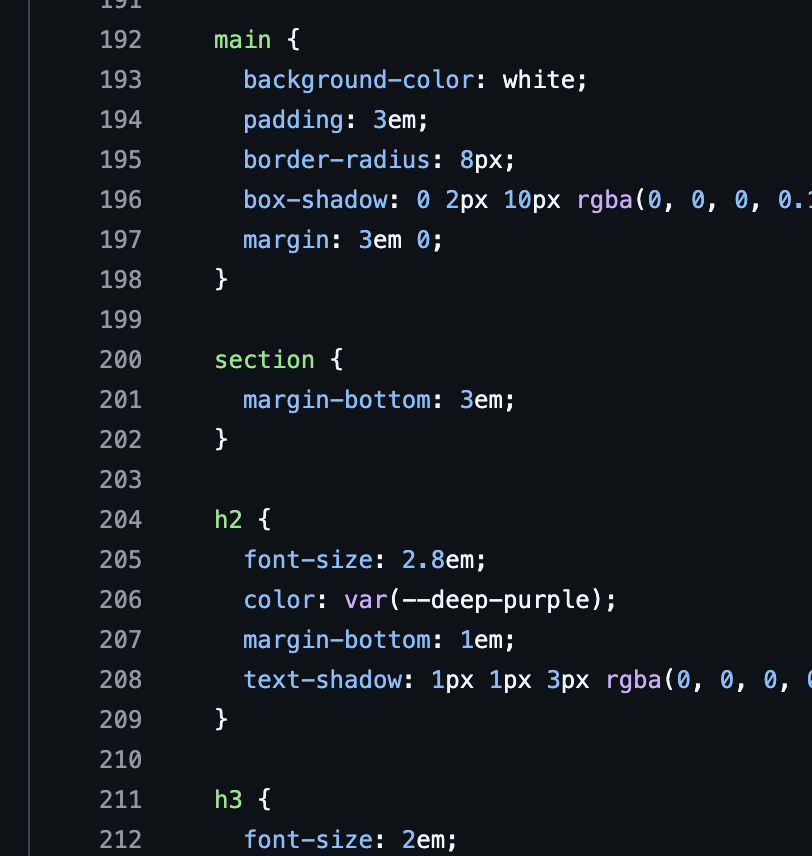 191
192 main {
193 background-color: white;
194 padding: 3em;
195 border-radius: 8px;
196 box-shadow: 0 2px 10px rgba(0, 0, 0, 0.1
197 margin: 3em 0;
198 }
199
200 section {
201 margin-bottom: 3em;
202 }
203
204 h2 {
205 font-size: 2.8em;
206 color: var(--deep-purple);
207 margin-bottom: 1em;
208 text-shadow: 1px 1px 3px rgba(0, 0, 0,
209 }
210
211 h3 {
212 font-size: 2em;